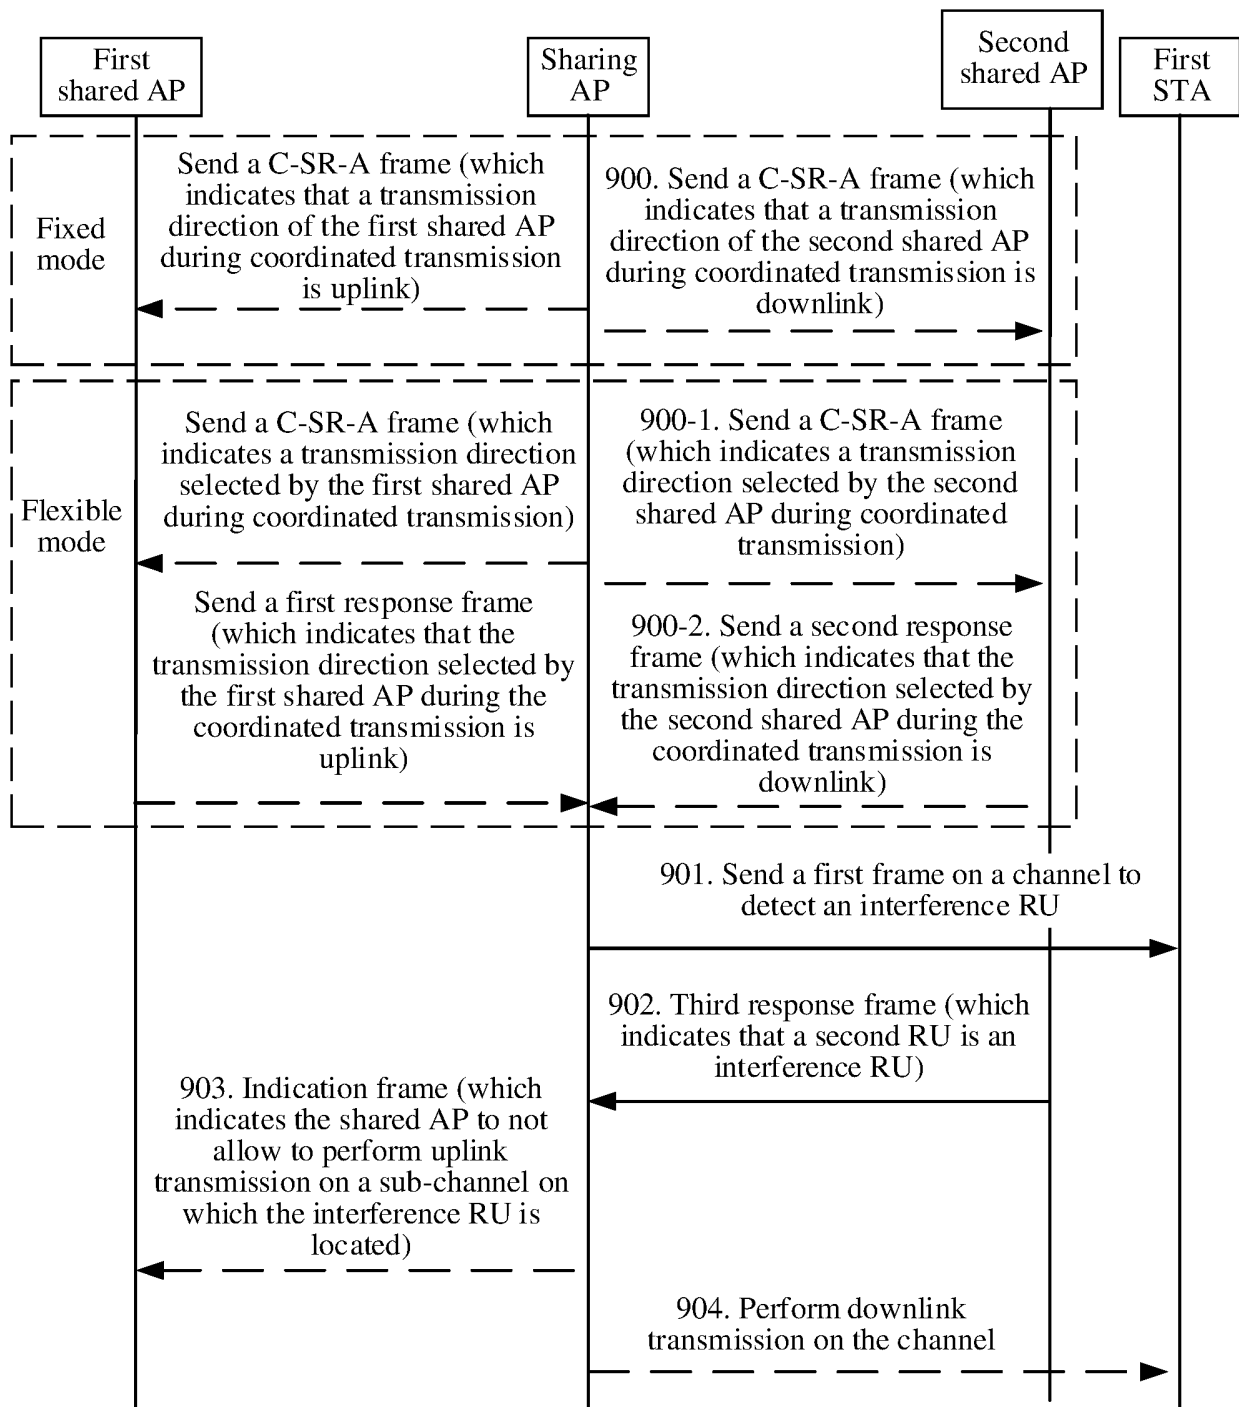 First
shared AP
Sharing
AP
Second
shared AP
First
STA
Fixed
mode
Send a C-SR-A frame (which
indicates that a transmission
direction of the first shared AP
during coordinated transmission
is uplink)
900. Send a C-SR-A frame (which
indicates that a transmission
direction of the second shared AP
during coordinated transmission is
downlink)
Flexible
mode
Send a C-SR-A frame (which
indicates a transmission direction
selected by the first shared AP
during coordinated transmission)
900-1. Send a C-SR-A frame
(which indicates a transmission
direction selected by the second
shared AP during coordinated
transmission)
Send a first response frame
(which indicates that the
transmission direction selected by
the first shared AP during the
coordinated transmission is
uplink)
900-2. Send a second response
frame (which indicates that the
transmission direction selected by
the second shared AP during the
coordinated transmission is
downlink)
901. Send a first frame on a channel to
detect an interference RU
902. Third response frame (which
indicates that a second RU is an
interference RU)
903. Indication frame (which
indicates the shared AP to not
allow to perform uplink
transmission on a sub-channel on
which the interference RU is
located)
904. Perform downlink
transmission on the channel